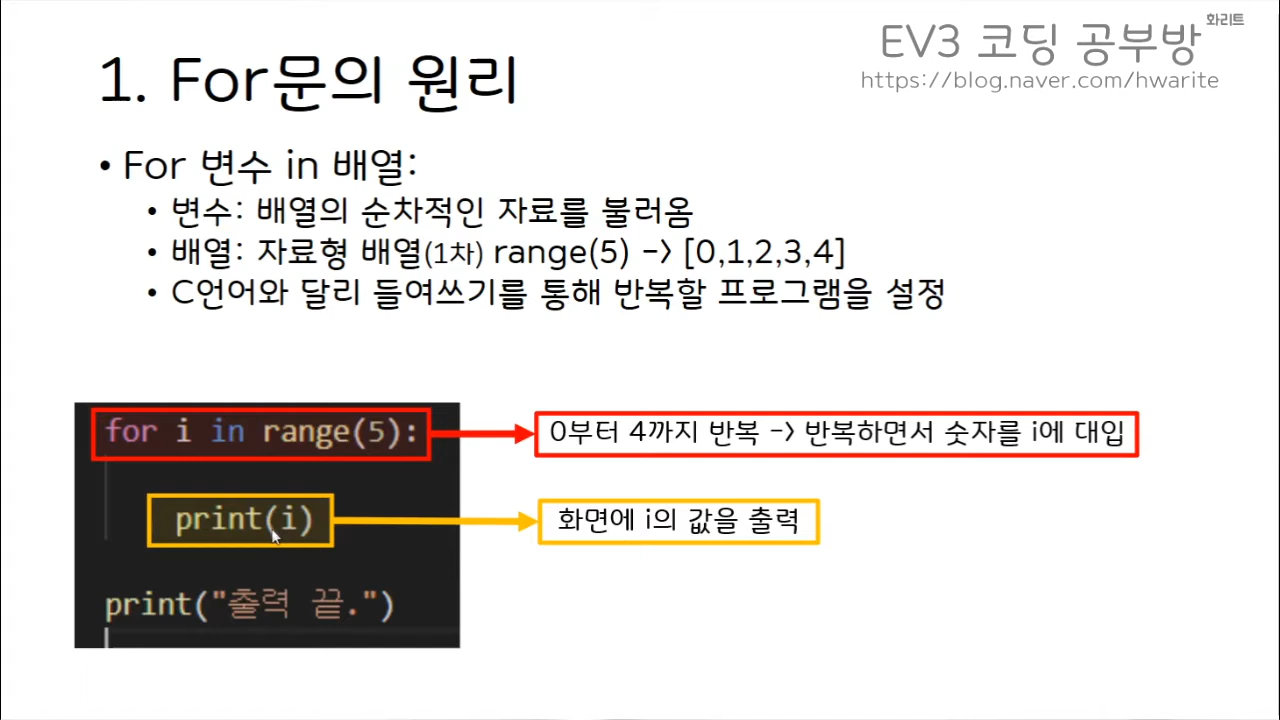 화리트
EV3 코딩 공부방
https://blog.naver.com/hwarite
1. For문의 원리
• For 변수 in 배열:
• 변수: 배열의 순차적인 자료를 불러옴
• 배열: 자료형 배열(1차) range(5) -> [0,1,2,3,4]
• C언어와 달리 들여쓰기를 통해 반복할 프로그램을 설정
for i in range(5):
0부터 4까지 반복 -> 반복하면서 숫자를 i에 대입
print(i)
화면에 i의 값을 출력
print("출력 끝.")